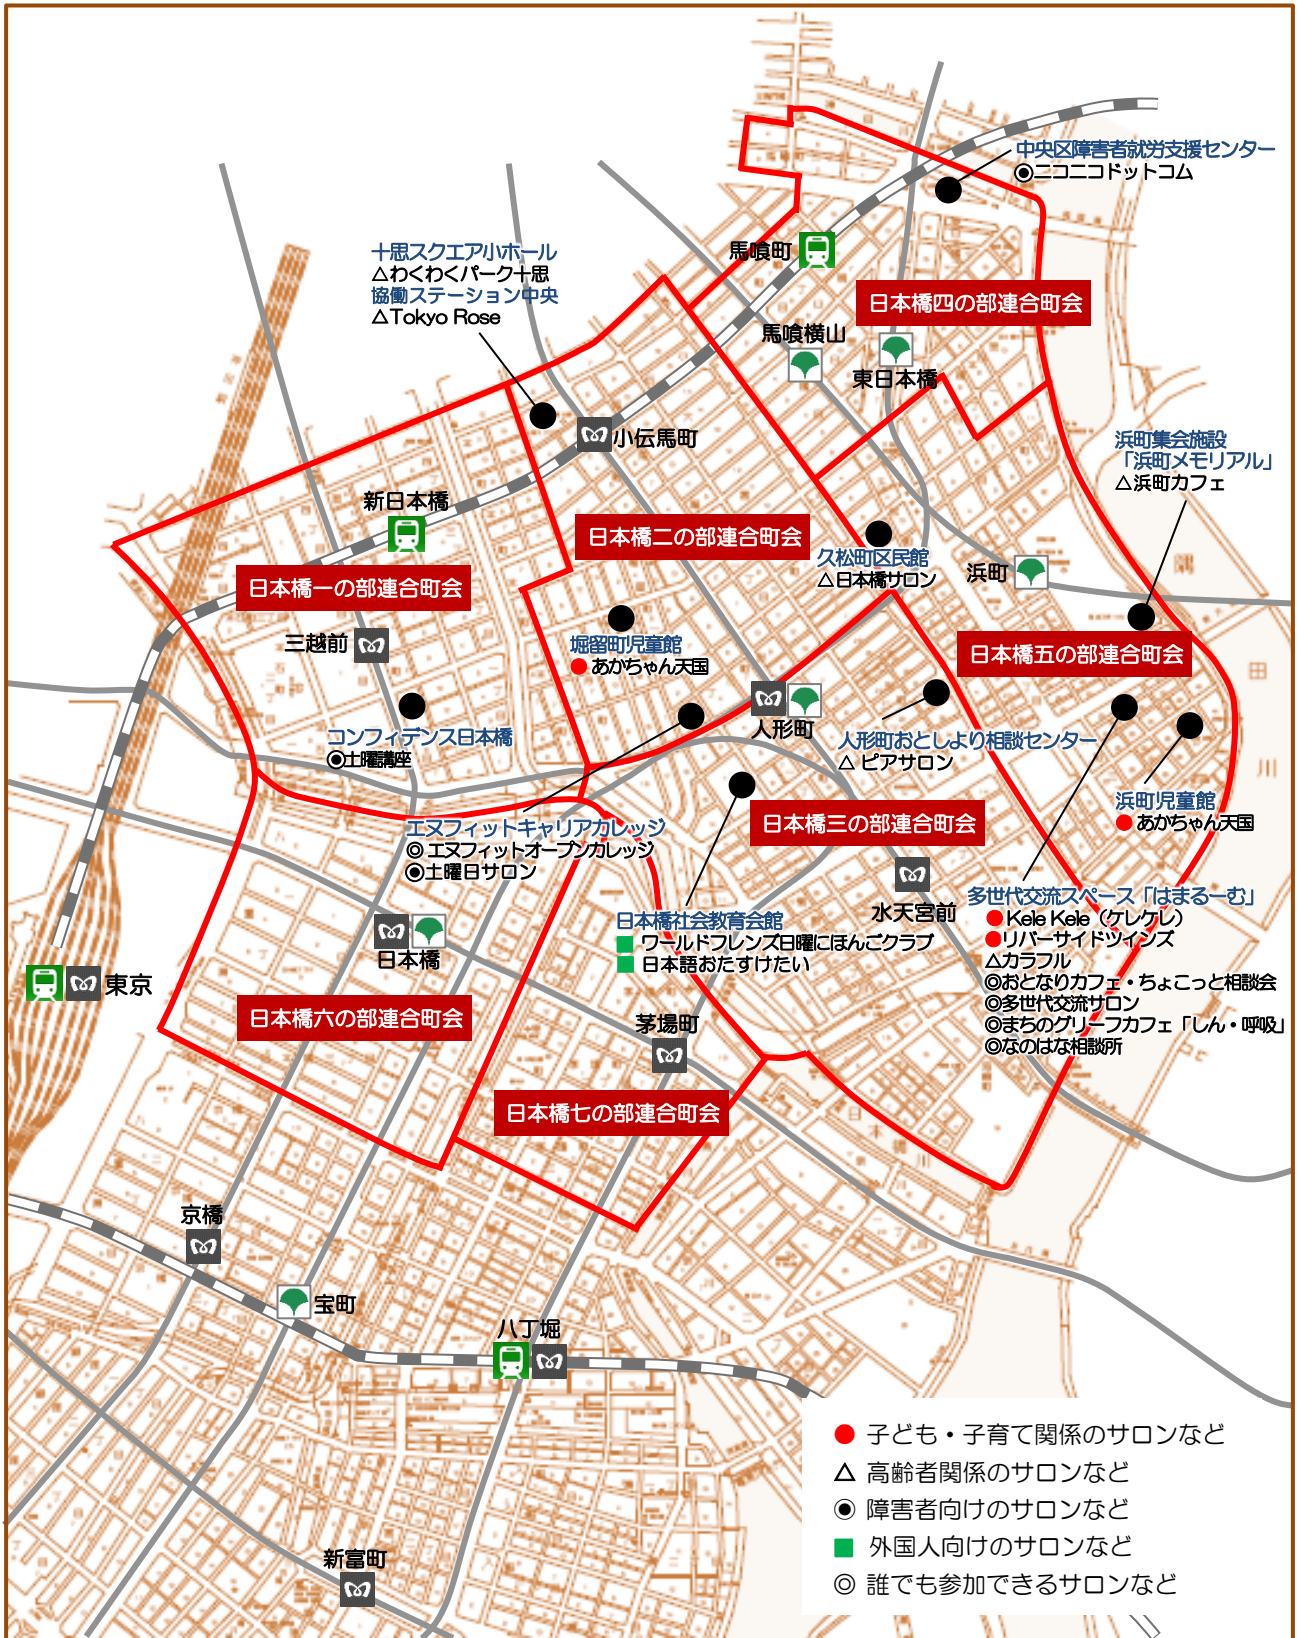 中央区障害者就労支援センター
◉ニコニコドットコム
十思スクエア小ホール
△わくわくパーク十思
協働ステーション中央
△Tokyo Rose
馬喰町
日本橋四の部連合町会
馬喰横山
東日本橋
小伝馬町
浜町集会施設
「浜町メモリアル」
△浜町カフェ
新日本橋
日本橋二の部連合町会
久松町区民館
△日本橋サロン
浜町
隅
日本橋一の部連合町会
三越前
堀留町児童館
●あかちゃん天国
日本橋五の部連合町会
田
人形町
コンフィデンス日本橋
◉土曜講座
人形町おとしより相談センター
△ ピアサロン
川
浜町児童館
●あかちゃん天国
エヌフィットキャリアカレッジ
◎ エヌフィットオープンカレッジ
◉土曜日サロン
日本橋三の部連合町会
水天宮前
日本橋社会教育会館
■ ワールドフレンズ日曜にほんごクラブ
■ 日本語おたすけたい
多世代交流スペース「はまるーむ」
●Kele Kele（ケレケレ）
●リバーサイドツインズ
△カラフル
◎おとなりカフェ・ちょこっと相談会
◎多世代交流サロン
◎まちのグリーフカフェ「しん・呼吸」
◎なのはな相談所
日本橋
東京
日本橋六の部連合町会
茅場町
日本橋七の部連合町会
日本橋川
京橋
宝町
八丁堀
新富町
● 子ども・子育て関係のサロンなど
△ 高齢者関係のサロンなど
◉ 障害者向けのサロンなど
■ 外国人向けのサロンなど
◎ 誰でも参加できるサロンなど